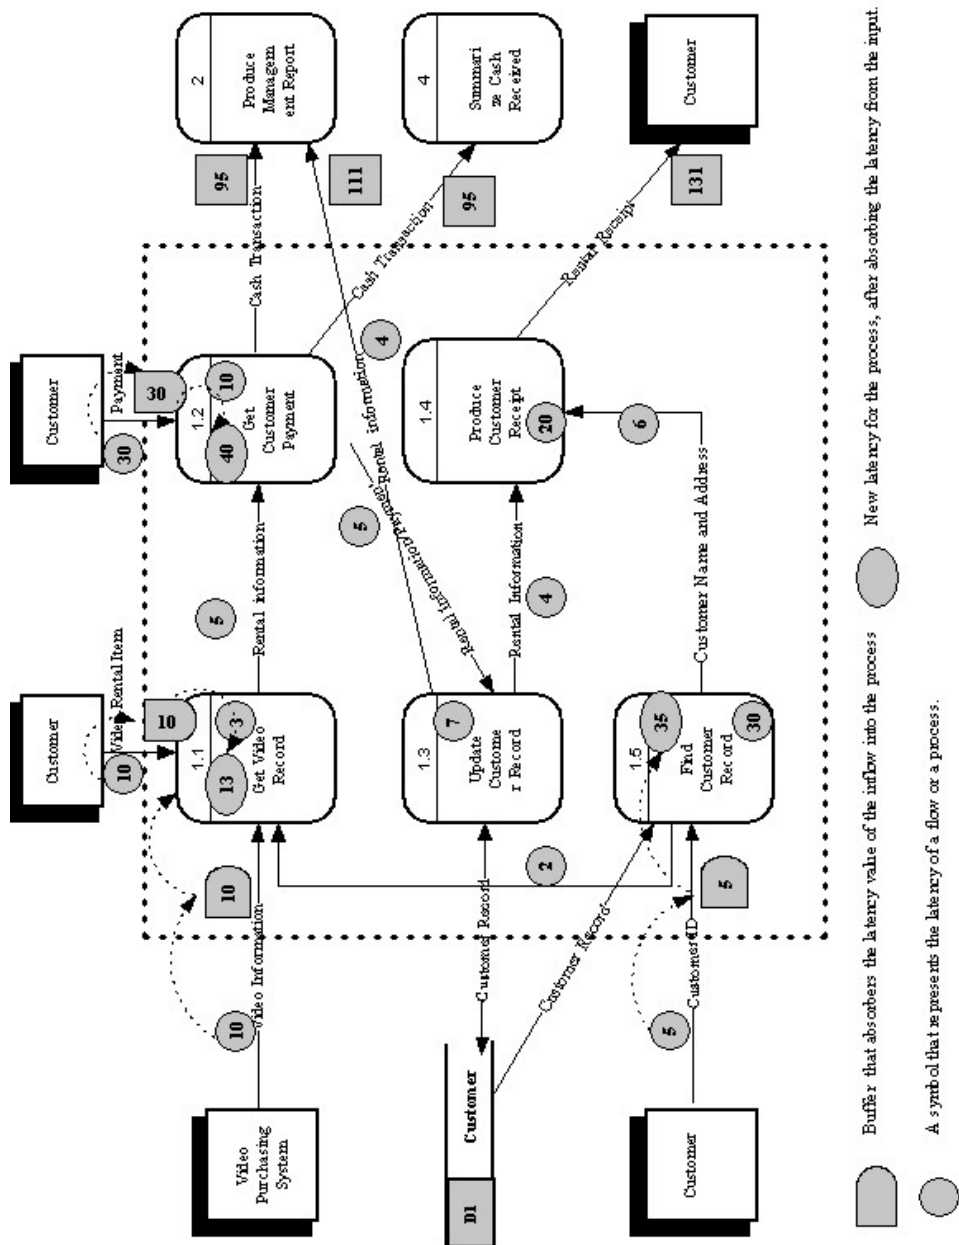 Video
Purchasing
System
10
Video Information
10
Customer
10
Video Rental Item
10
1.1
Get Video
Record
3
13
5
Rental information
Customer
30
Payment
30
1.2
Get
Customer
Payment
10
40
Cash Transaction
95
2
Produce
Managem
ent Report
111
Cash Transaction
95
4
Summari
ze Cash
Received
D1
Customer
Customer Record
Customer Record
2
1.3
Update
Custome
r Record
7
5
4
Rental information
Rental Information
4
1.4
Produce
Customer
Receipt
20
6
Rental Receipt
131
Customer
Customer
5
Customer ID
5
1.5
Find
Customer
Record
35
30
Customer Name and Address
Buffer that absorbers the latency value of the inflow into the process
New latency for the process, after absorbing the latency from the input.
A symbol that represents the latency of a flow or a process.